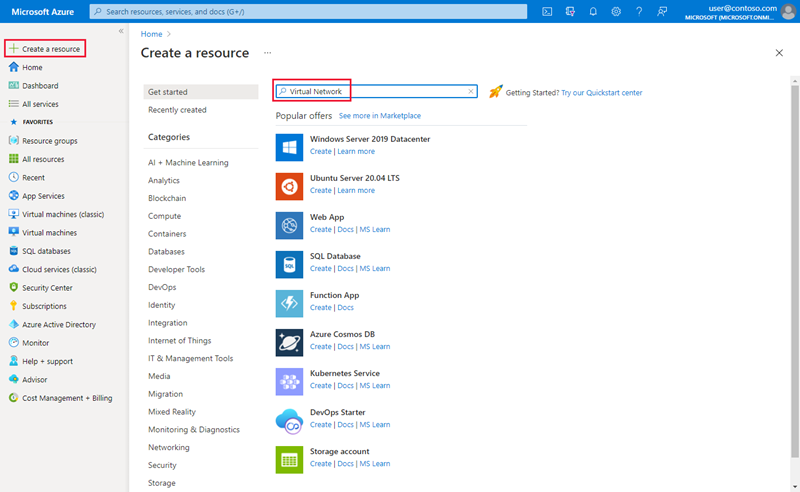 Microsoft Azure
Search resources, services, and docs (G+/)
user@contoso.com
MICROSOFT (MICROSOFT.ONMI...
Create a resource
Home
Dashboard
All services
FAVORITES
Resource groups
All resources
Recent
App Services
Virtual machines (classic)
Virtual machines
SQL databases
Cloud services (classic)
Security Center
Subscriptions
Azure Active Directory
Monitor
Help + support
Advisor
Cost Management + Billing
Home >
Create a resource ...
Get started
Recently created
Categories
AI + Machine Learning
Analytics
Blockchain
Compute
Containers
Databases
Developer Tools
DevOps
Identity
Integration
Internet of Things
IT & Management Tools
Media
Migration
Mixed Reality
Monitoring & Diagnostics
Networking
Security
Storage
Virtual Network
Getting Started? Try our Quickstart center
Popular offers See more in Marketplace
Windows Server 2019 Datacenter
Create | Learn more
Ubuntu Server 20.04 LTS
Create | Learn more
Web App
Create | Docs | MS Learn
SQL Database
Create | Docs | MS Learn
Function App
Create | Docs
Azure Cosmos DB
Create | Docs | MS Learn
Kubernetes Service
Create | Docs | MS Learn
DevOps Starter
Create | Docs | MS Learn
Storage account
Create | Docs | MS Learn